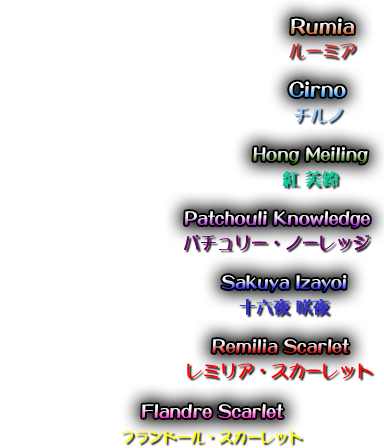 Rumia
ルーミア
Cirno
チルノ
Hong Meiling
紅 美鈴
Patchouli Knowledge
パチュリー・ノーレッジ
Sakuya Izayoi
十六夜 咲夜
Remilia Scarlet
レミリア・スカーレット
Flandre Scarlet
フランドール・スカーレット